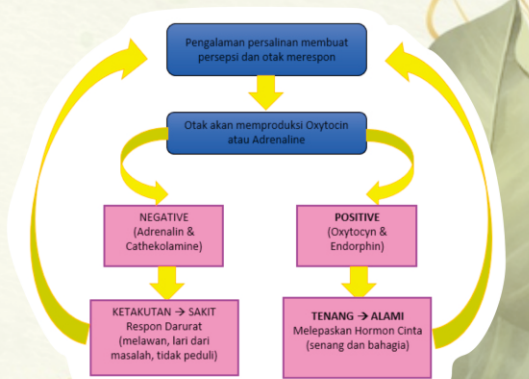 Pengalaman persalinan membuat
persepsi dan otak merespon
Otak akan memproduksi Oxytocin
atau Adrenaline
NEGATIVE
(Adrenalin &
Cathekolamine)
POSITIVE
(Oxytocyn &
Endorphin)
KETAKUTAN → SAKIT
Respon Darurat
(melawan, lari dari
masalah, tidak peduli)
TENANG → ALAMI
Melepaskan Hormon Cinta
(senang dan bahagia)